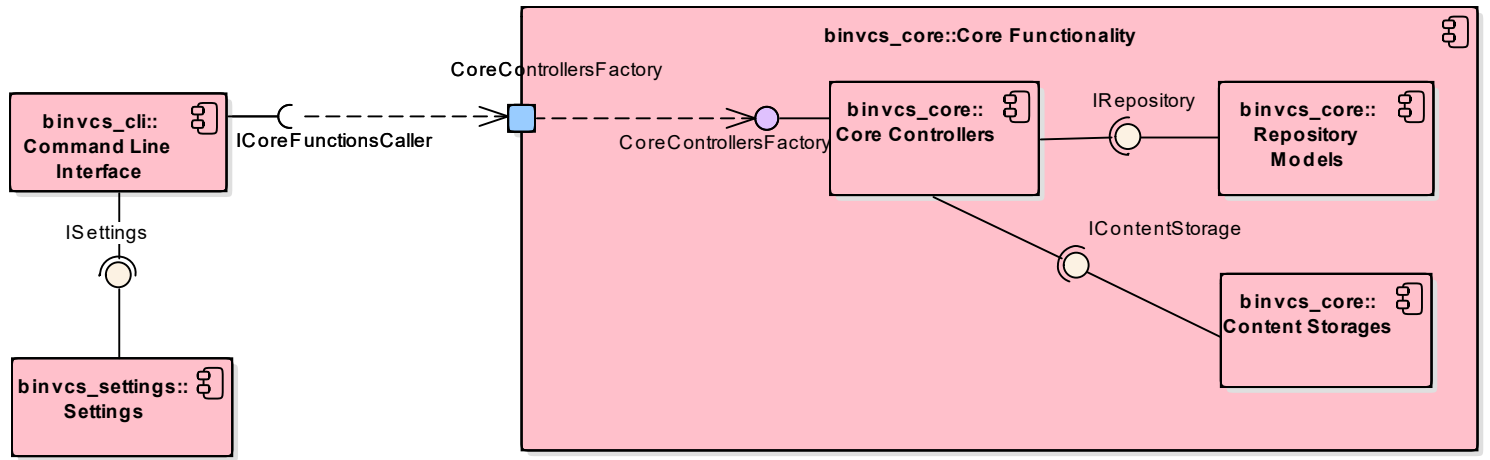 binvcs_core::Core Functionality
CoreControllersFactory
binvcs_cli::
Command Line
Interface
ICoreFunctionsCaller
CoreControllersFactory
binvcs_core::
Core Controllers
IRepository
binvcs_core::
Repository
Models
ISettings
IContentStorage
binvcs_core::
Content Storages
binvcs_settings::
Settings